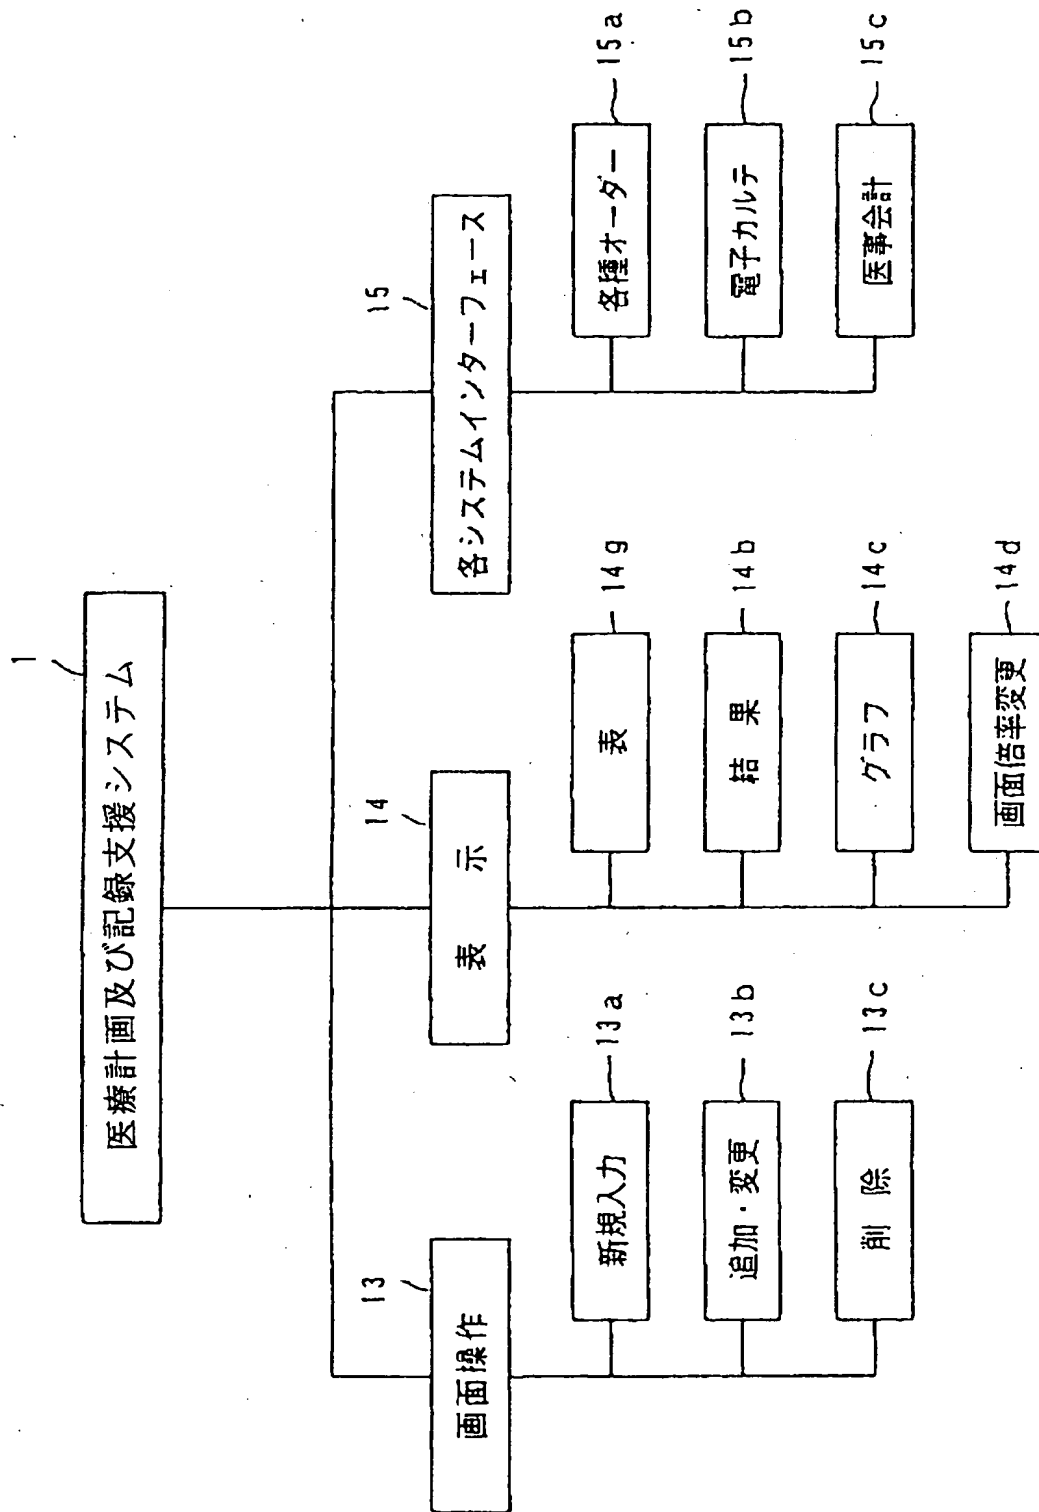 1
医療計画及び記録支援システム
13
画面操作
新規入力
13a
追加・変更
13b
削 除
13c
14
表 示
表
14g
結 果
14b
グラフ
14c
画面倍率変更
14d
15
各システムインターフェース
各種オーダー
15a
電子カルテ
15b
医事会計
15c